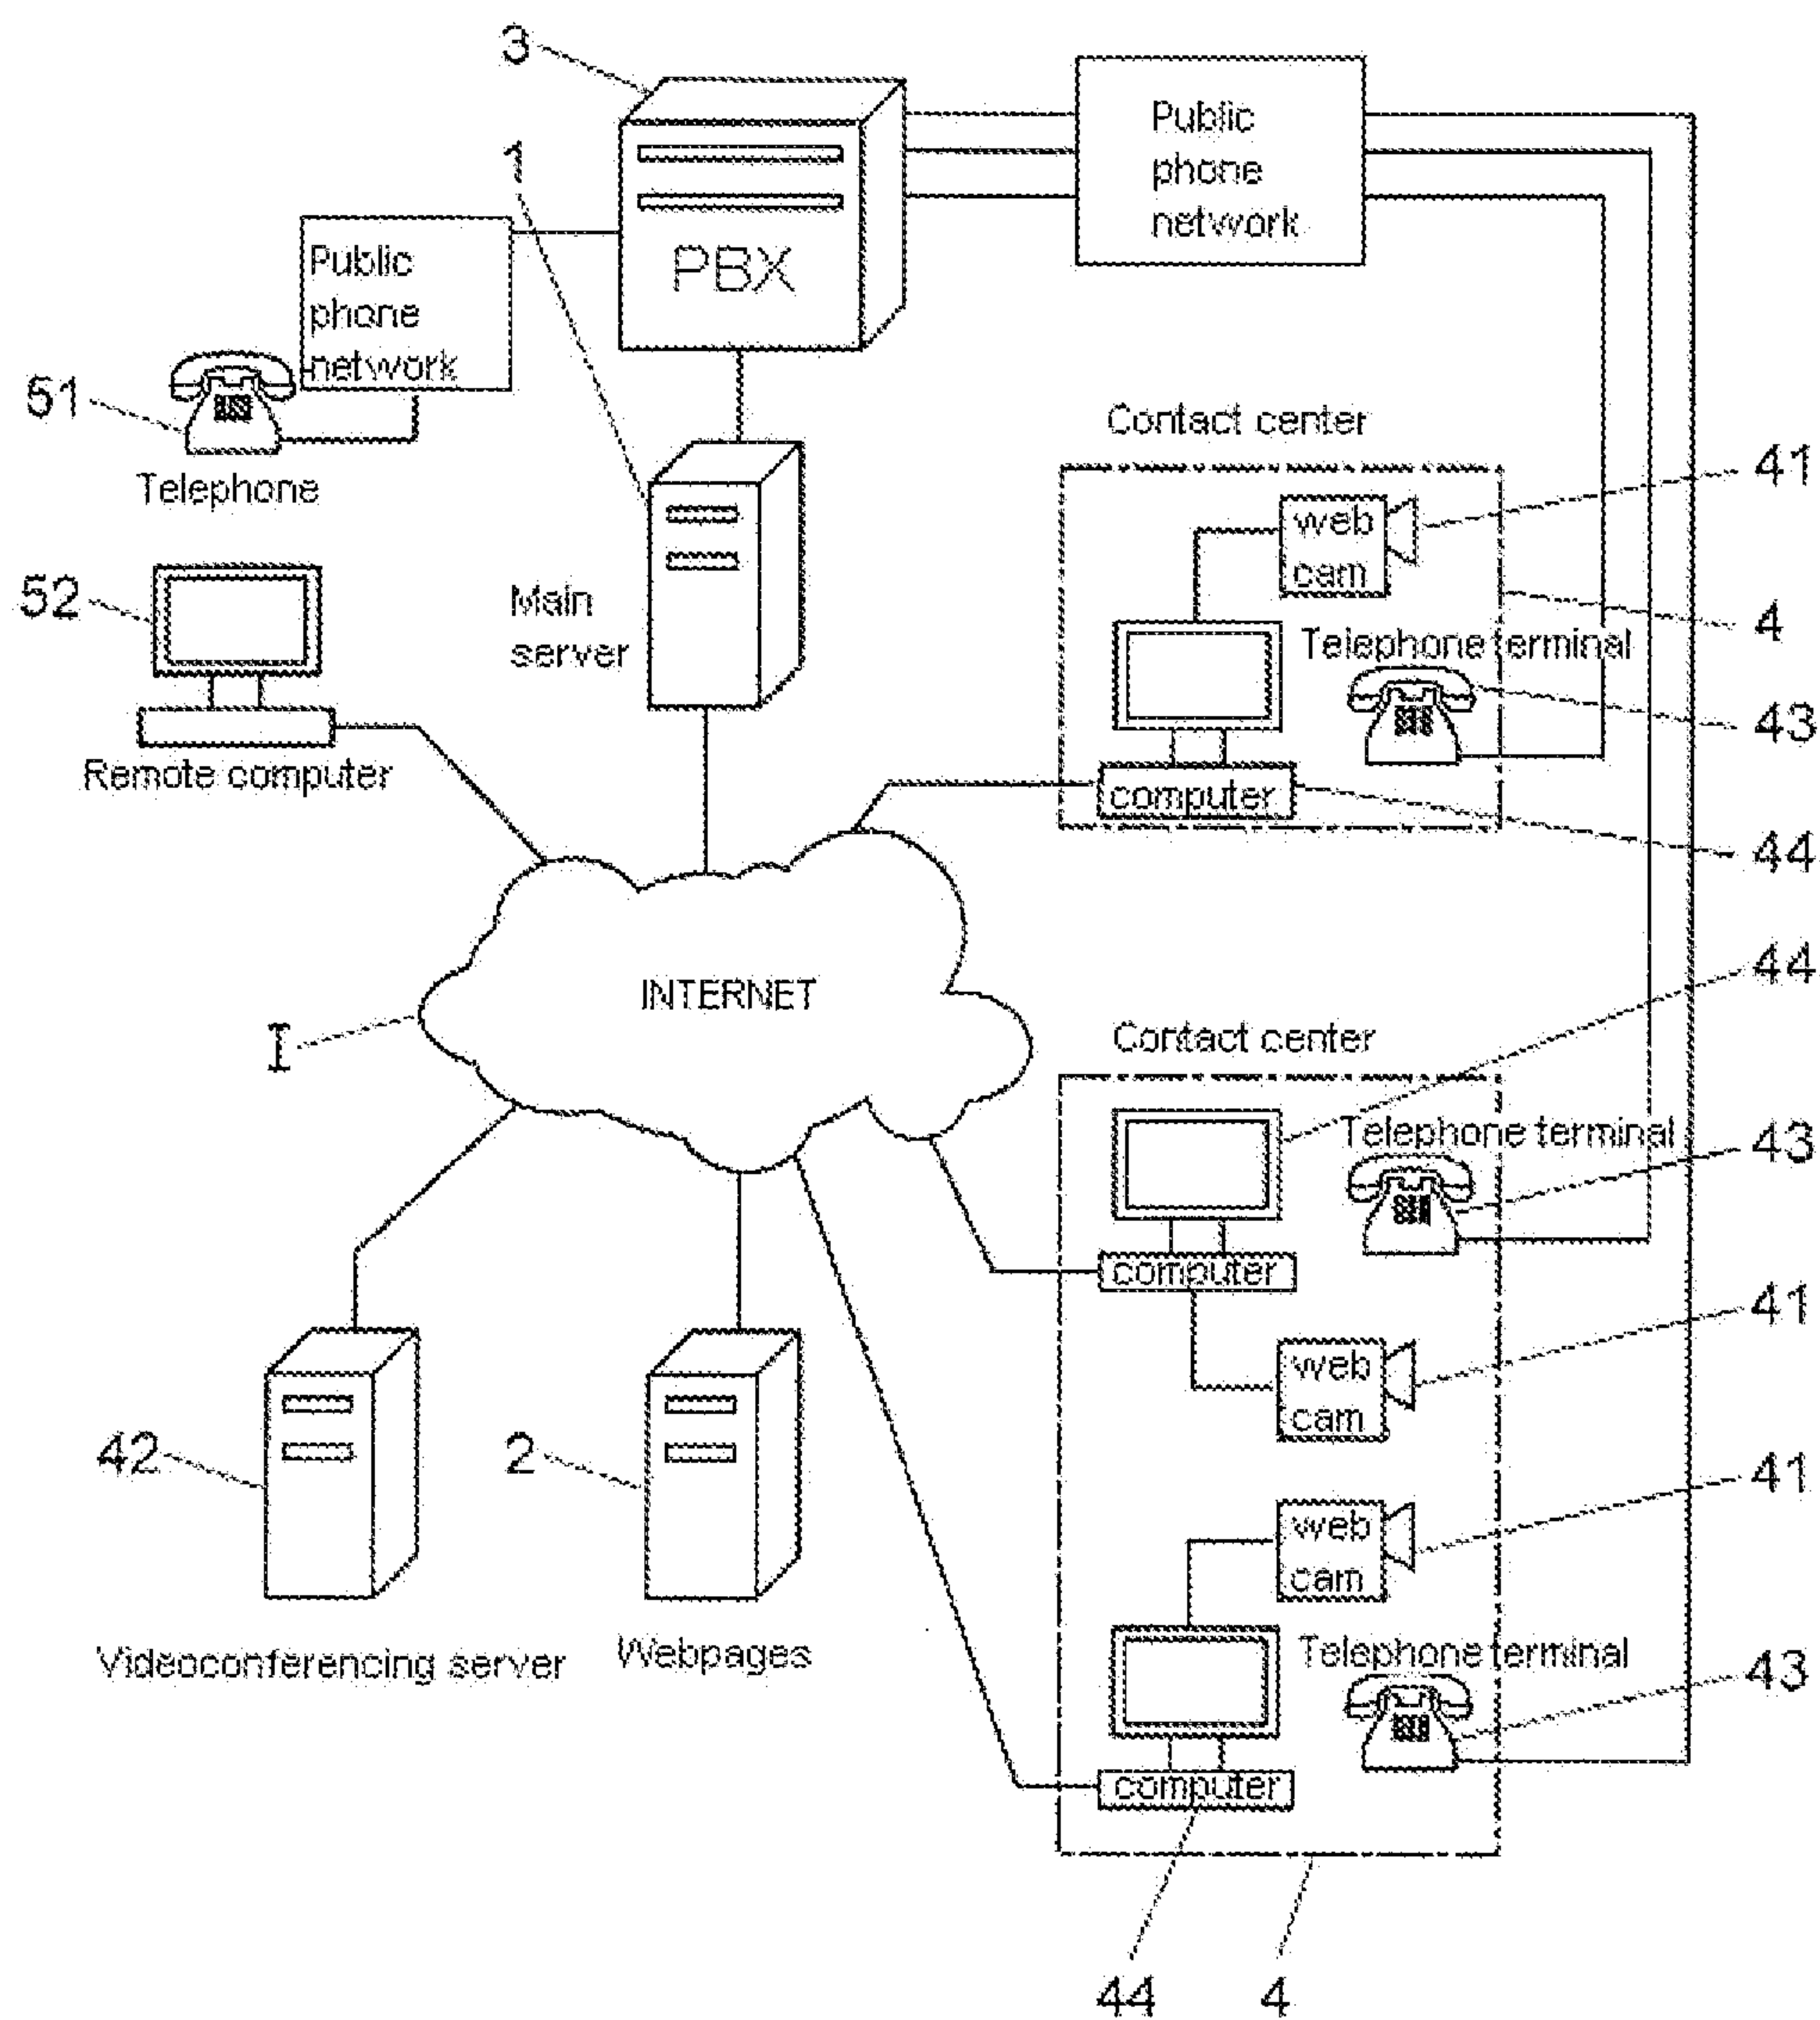 3
1
PBX
Public
phone
network
Public
phone
network
51
Telephone
52
Remote computer
Main
server
Contact center
web
cam
41
4
Telephone terminal
43
computer
44
INTERNET
I
44
Contact center
Telephone terminal
43
computer
web
cam
41
web
cam
41
Telephone terminal
43
computer
44
4
42
Videoconferencing server
2
Webpages